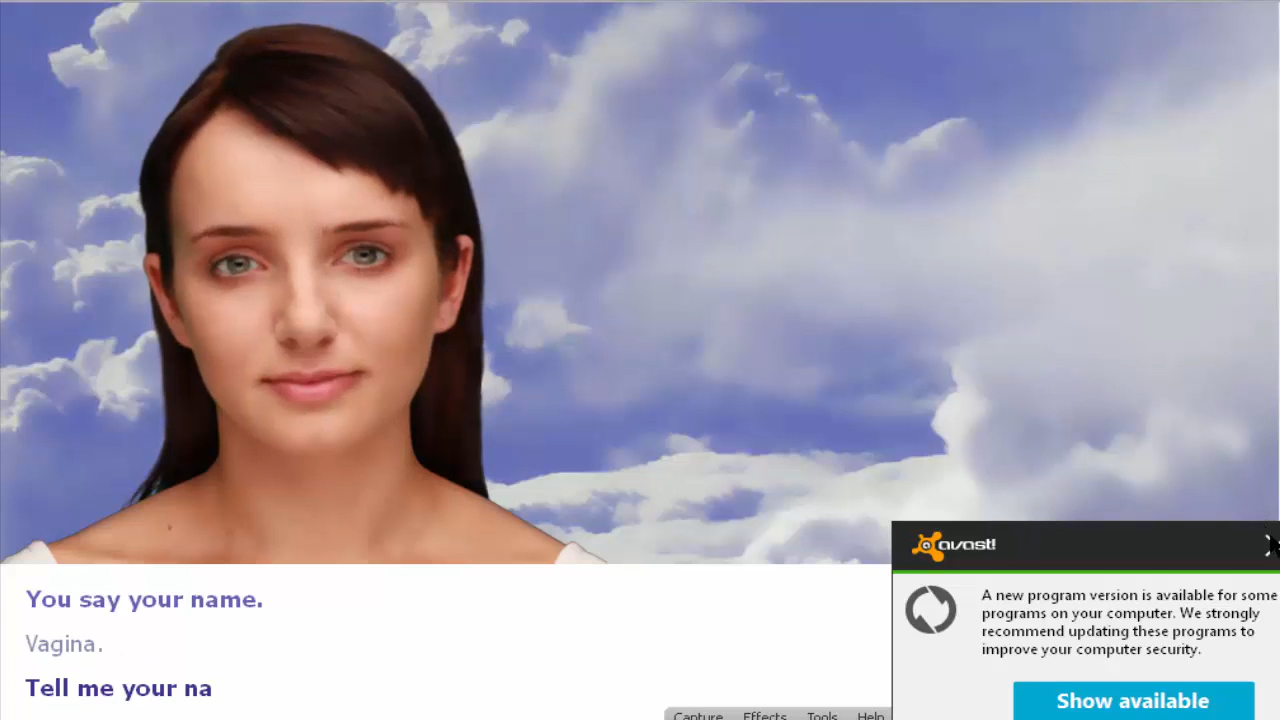 You say your name.
Vagina.
Tell me your na
avast!
A new program version is available for some
programs on your computer. We strongly
recommend updating these programs to
improve your computer security.
Show available
Capture Effects Tools Help